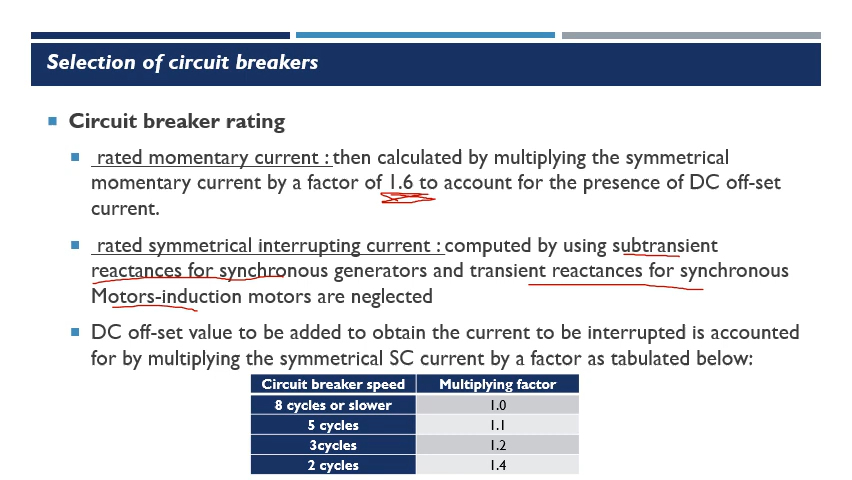 Selection of circuit breakers
Circuit breaker rating
rated momentary current : then calculated by multiplying the symmetrical
momentary current by a factor of 1.6 to account for the presence of DC off-set
current.
rated symmetrical interrupting current : computed by using subtransient
reactances for synchronous generators and transient reactances for synchronous
Motors-induction motors are neglected
DC off-set value to be added to obtain the current to be interrupted is accounted
for by multiplying the symmetrical SC current by a factor as tabulated below:
Circuit breaker speed Multiplying factor
8 cycles or slower 1.0
5 cycles 1.1
3cycles 1.2
2 cycles 1.4